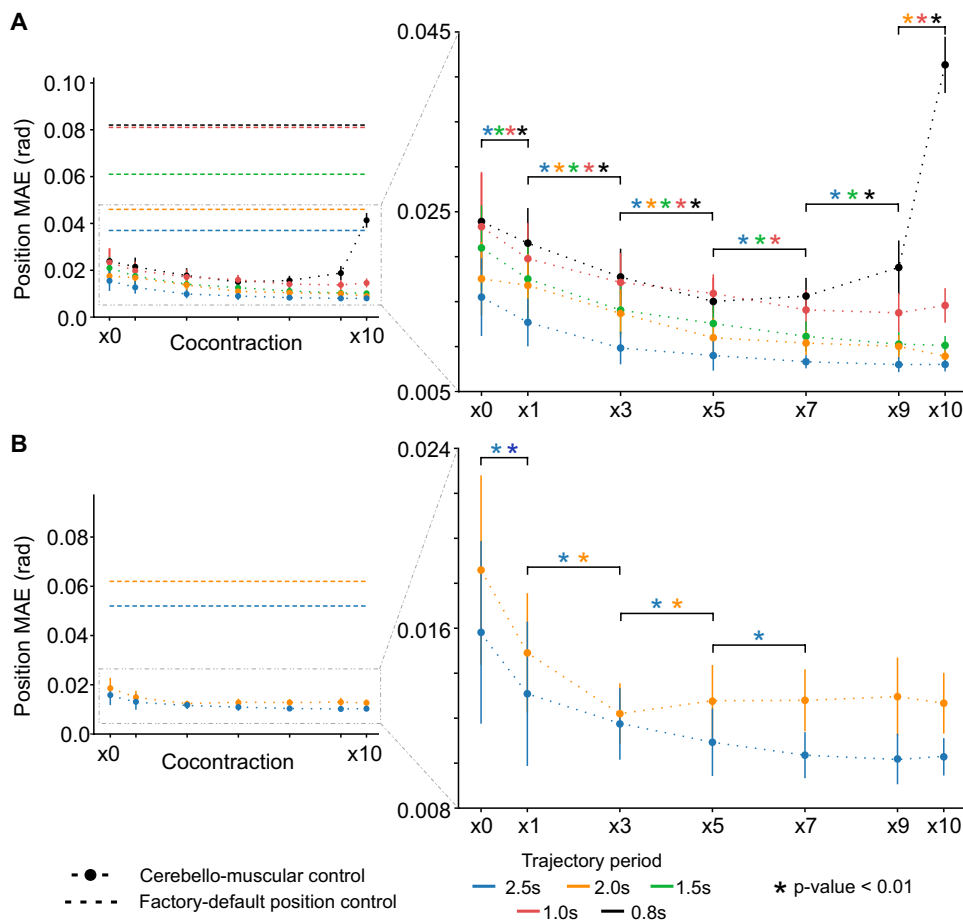 A
0.10
0.08
0.06
0.04
0.02
0.0
Position MAE (rad)
x0
x10
Cocontraction
0.045
0.025
0.005
* * * *
* * * * *
* * * * *
* * *
* * *
* * *
x0 x1 x3 x5 x7 x9 x10
B
0.08
0.06
0.04
0.02
0.0
Position MAE (rad)
x0
x10
Cocontraction
0.024
0.016
0.008
* *
* *
* *
*
x0 x1 x3 x5 x7 x9 x10
Cerebello-muscular control
Factory-default position control
Trajectory period
2.5s 2.0s 1.5s
1.0s 0.8s
* p-value < 0.01